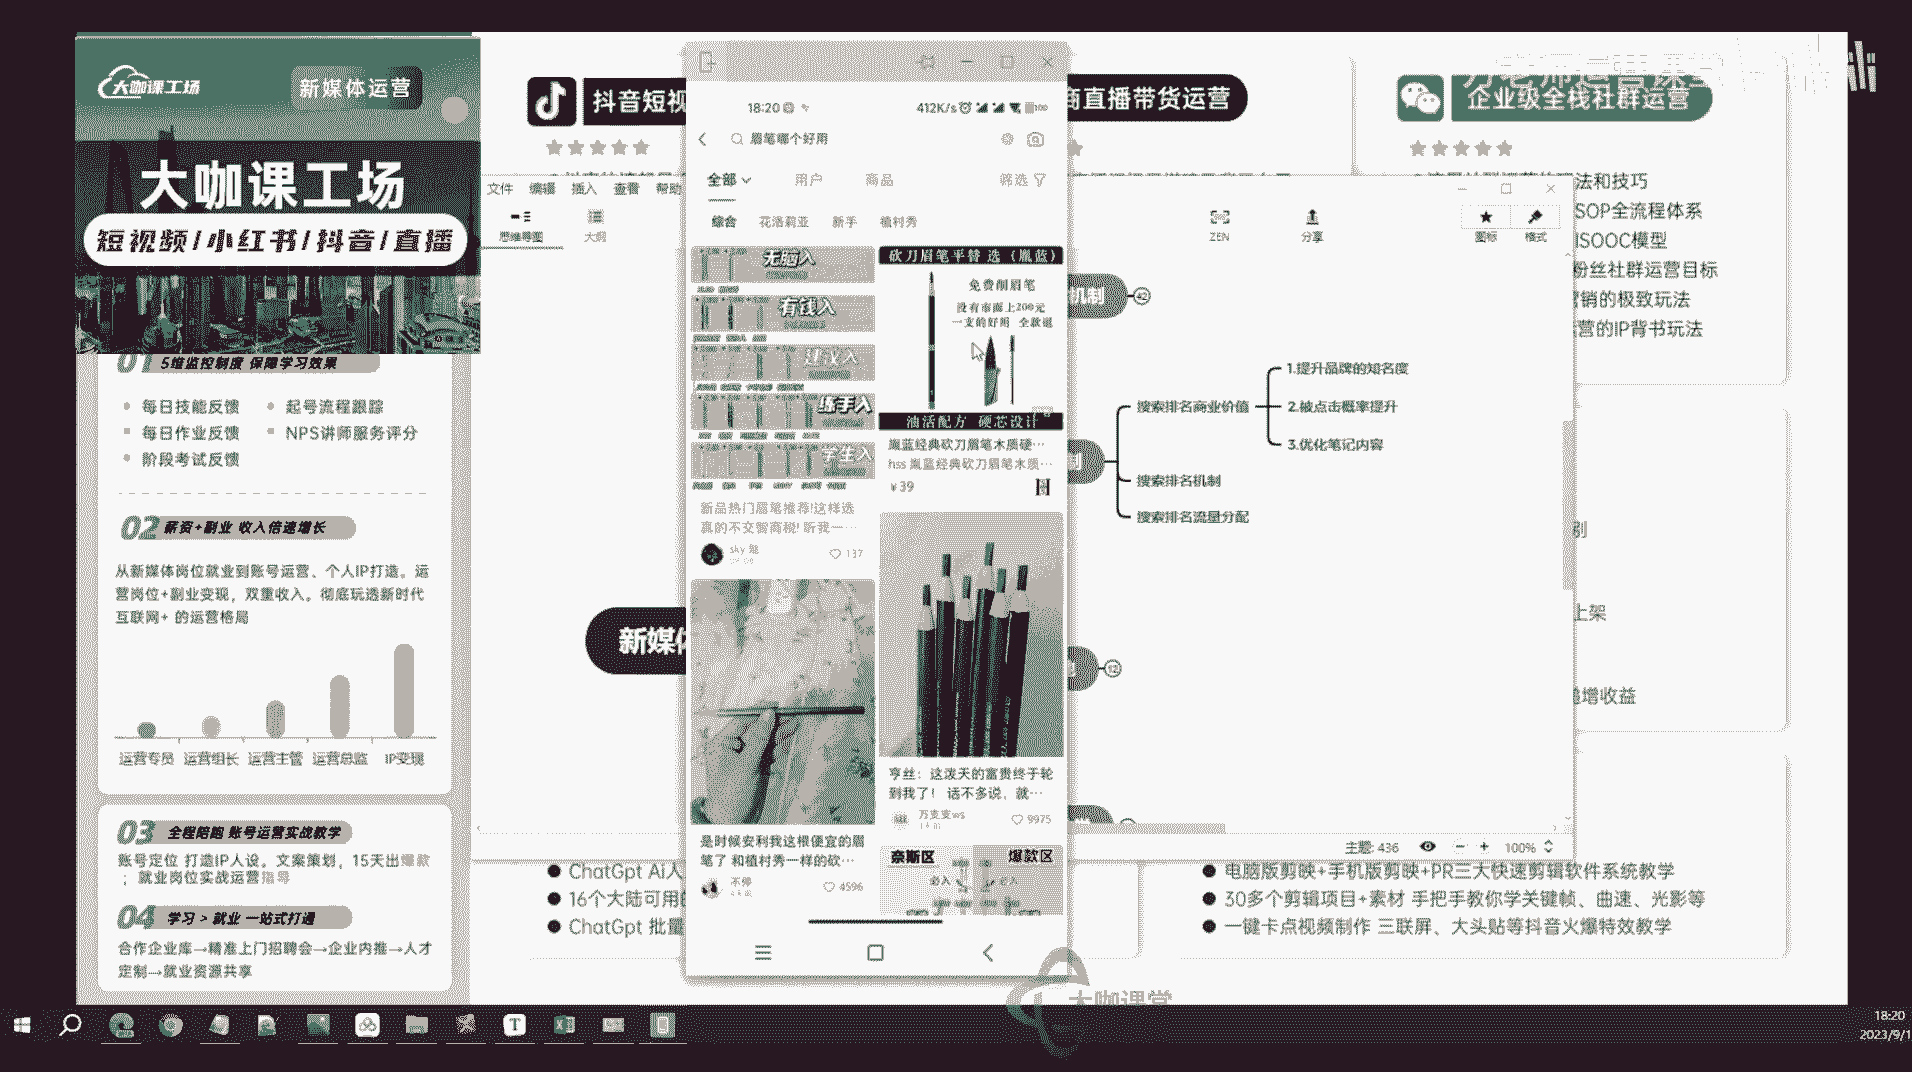 大咖课工场
新媒体运营
大咖课工场
短视频/小红书/抖音/直播
01 5维监控制度 保障学习效果
每日技能反馈
起号流程跟踪
每日作业反馈
NPS讲师服务评分
阶段考试反馈
02 薪资+副业 收入倍速增长
从新媒体岗位就业到账号运营、个人IP打造。运
营岗位+副业变现，双重收入。彻底玩透新时代
互联网+ 的运营格局
运营专员 运营组长 运营主管 运营总监 IP变现
03 全程陪跑 账号运营实战教学
账号定位 打造IP人设。文案策划，15天出爆款
；就业岗位实战运营指导
04 学习 > 就业 一站式打通
合作企业库→精准上门招聘会→企业内推→人才
定制→就业资源共享
抖音短视
商直播带货运营
企业级全栈社群运营
万老师运营课堂
法和技巧
SOP全流程体系
ISOOC模型
粉丝社群运营目标
营销的极致玩法
营的IP背书玩法
文件 编辑 插入 查看 帮助
思维导图
大纲
ZEN
分享
图标
格式
18:20
412K/s
眉笔哪个好用
全部
用户
商品
筛选
综合
花洛莉亚
新手
植村秀
无脑入
有钱入
建议入
练手入
学生入
新品热门眉笔推荐!这样选
真的不交智商税! 听我一…
sky
137
砍刀眉笔平替 选 (胤蓝)
免费削眉笔
没有市面上200元
一支的好用 全款退
油活配方 硬芯设计
胤蓝经典砍刀眉笔木质硬…
hss 胤蓝经典砍刀眉笔木质…
¥39
亨丝：这泼天的富贵终于轮
到我了！ 话不多说，就…
万支支ws
9975
是时候安利我这根便宜的眉
笔了 和植村秀一样的砍…
不停
4596
奈斯区
爆款区
必入
新媒体
机制
42
制
搜索排名商业价值
1.提升品牌的知名度
2.被点击概率提升
3.优化笔记内容
搜索排名机制
搜索排名流量分配
12
别
上架
递增收益
主题: 436
100%
ChatGpt Ai人
16个大陆可用的
ChatGpt 批量
电脑版剪映+手机版剪映+PR三大快速剪辑软件系统教学
30多个剪辑项目+素材 手把手教你学关键帧、曲速、光影等
一键卡点视频制作 三联屏、大头贴等抖音火爆特效教学
大咖课堂
18:20
2023/9/1